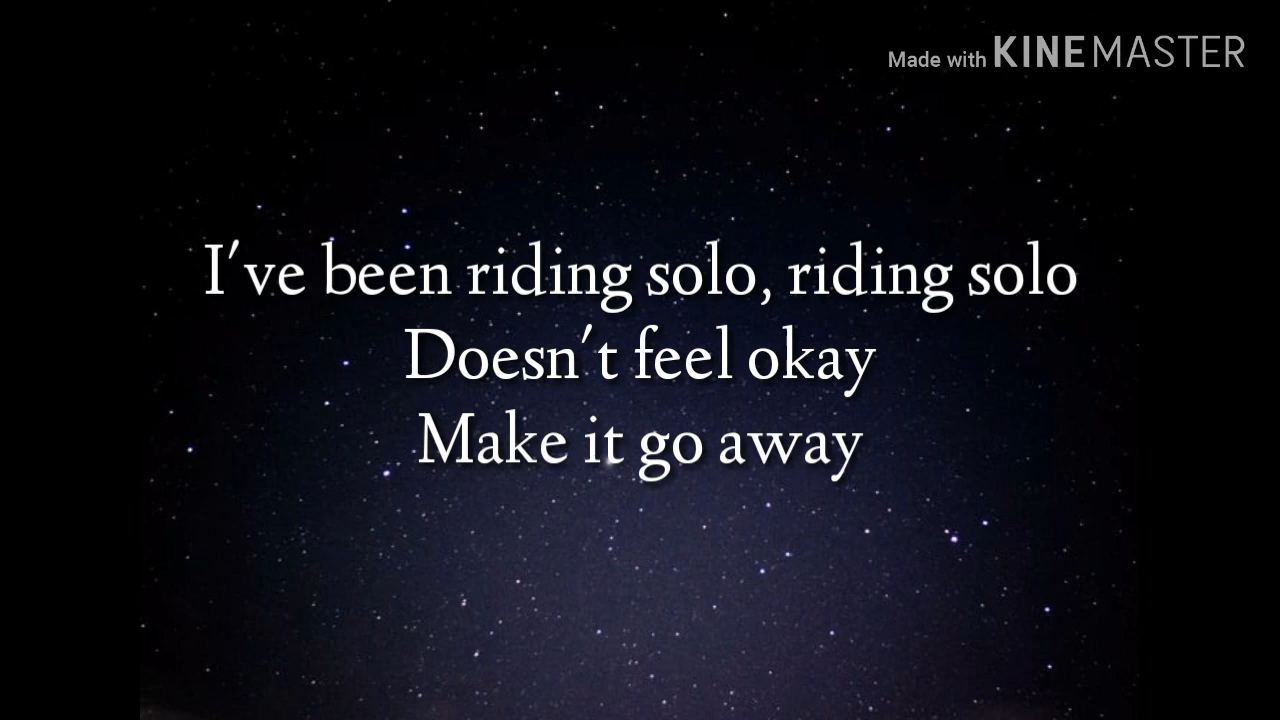 Made with KINEMASTER
I've been riding solo, riding solo
Doesn't feel okay
Make it go away